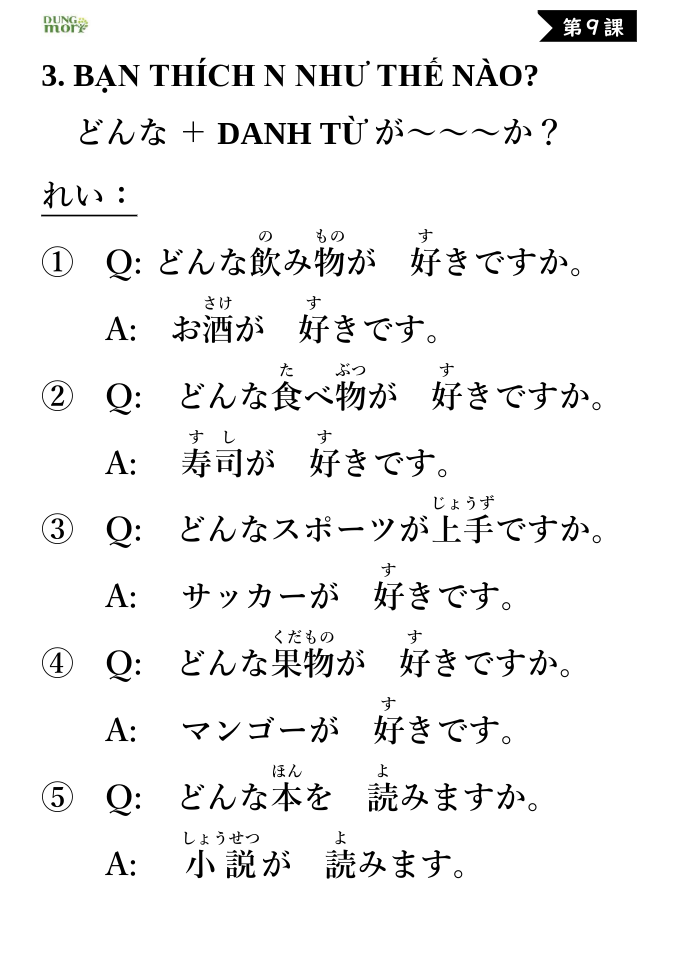 DUNG mori
第9課
3. BẠN THÍCH N NHƯ THẾ NÀO?
どんな ＋ DANH TỪ が～～～か？
れい：
の もの す
① Q: どんな飲み物が 好きですか。
さけ す
A: お酒が 好きです。
た ぶつ す
② Q: どんな食べ物が 好きですか。
す し す
A: 寿司が 好きです。
じょうず
③ Q: どんなスポーツが上手ですか。
す
A: サッカーが 好きです。
くだもの す
④ Q: どんな果物が 好きですか。
す
A: マンゴーが 好きです。
ほん よ
⑤ Q: どんな本を 読みますか。
しょうせつ よ
A: 小説が 読みます。